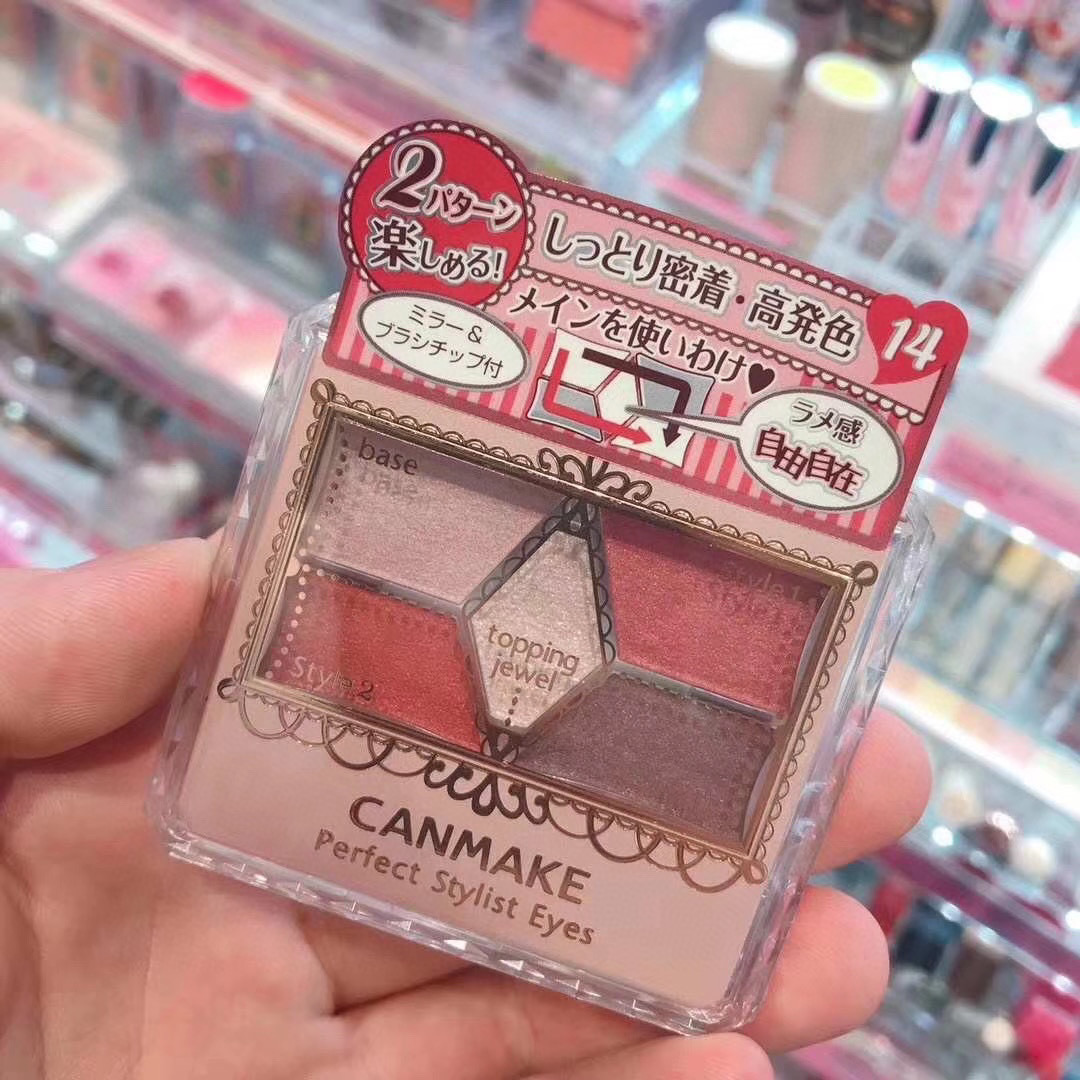 2パターン
楽しめる!
しっとり密着・高発色
14
メインを使いわけ♥
ミラー&
ブラシチップ付
ラメ感
自由自在
base
style 1
topping
jewel
Style 2
CANMAKE
Perfect Stylist Eyes